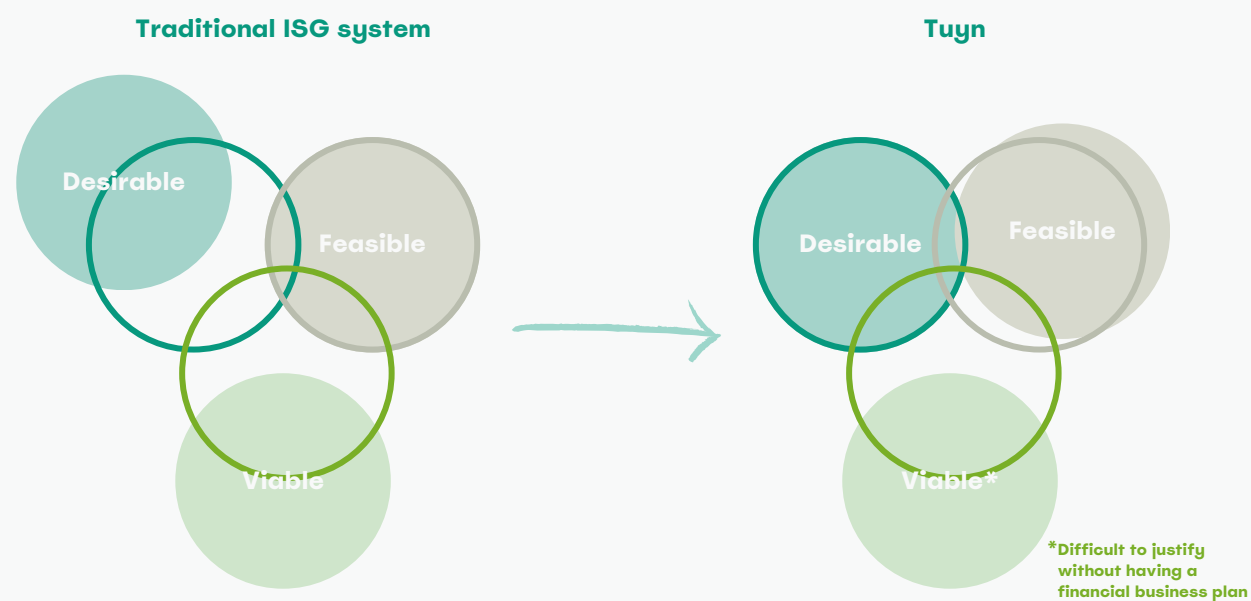 Traditional ISG system
Tuyn
Desirable
Feasible
Viable
Desirable
Feasible
Viable*
*Difficult to justify
without having a
financial business plan